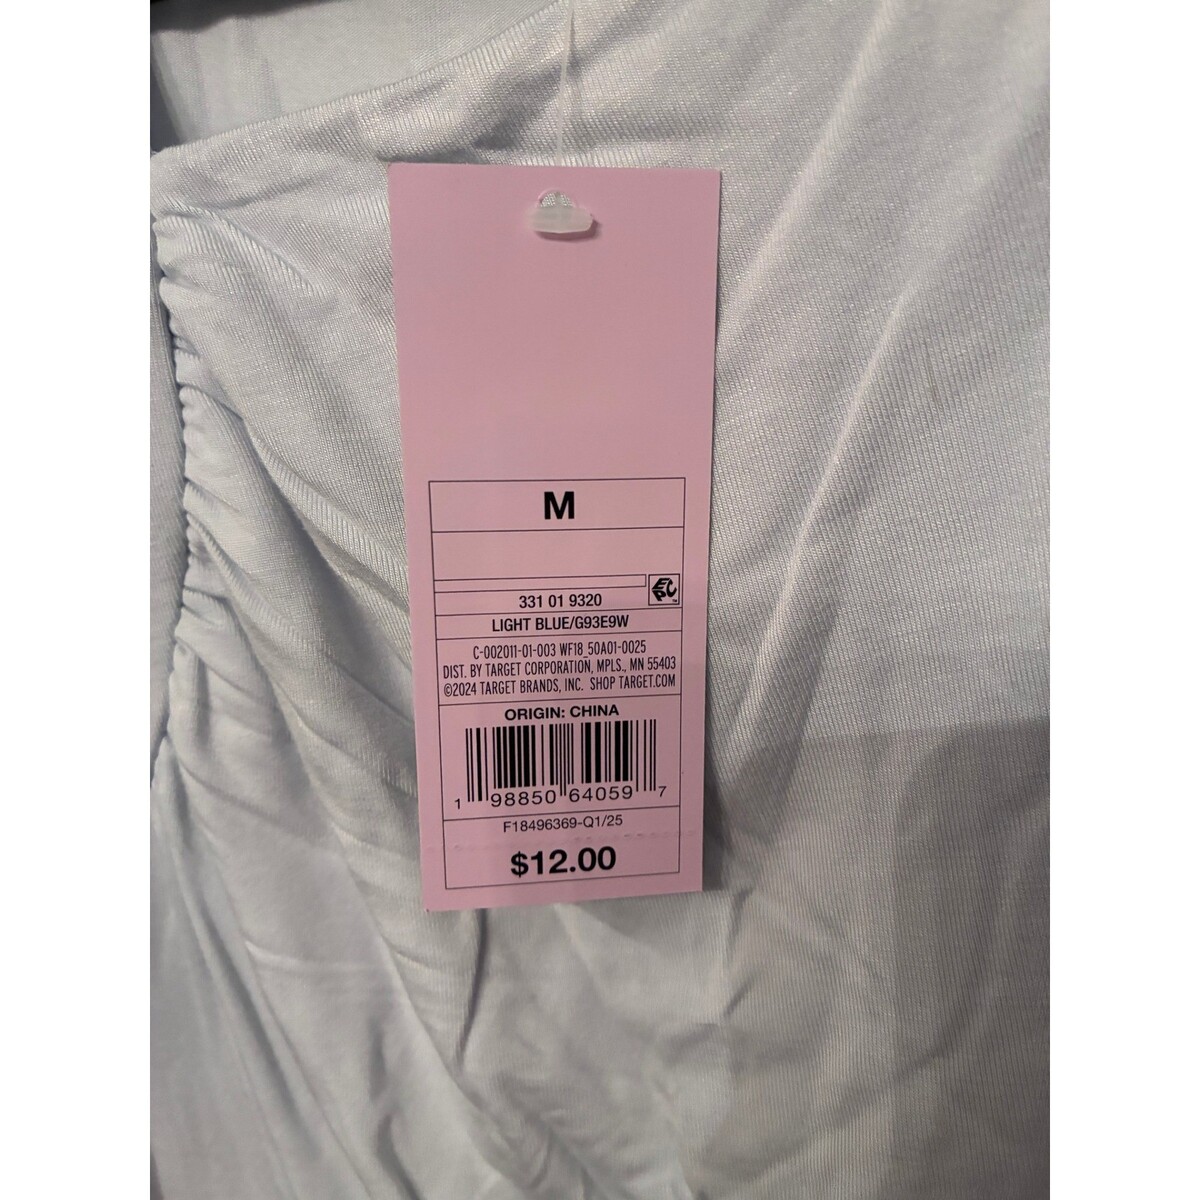 M
EPC™
331 01 9320
LIGHT BLUE/G93E9W
C-002011-01-003 WF18_50A01-0025
DIST. BY TARGET CORPORATION, MPLS., MN 55403
©2024 TARGET BRANDS, INC. SHOP TARGET.COM
ORIGIN: CHINA
1 98850 64059 7
F18496369-Q1/25
$12.00